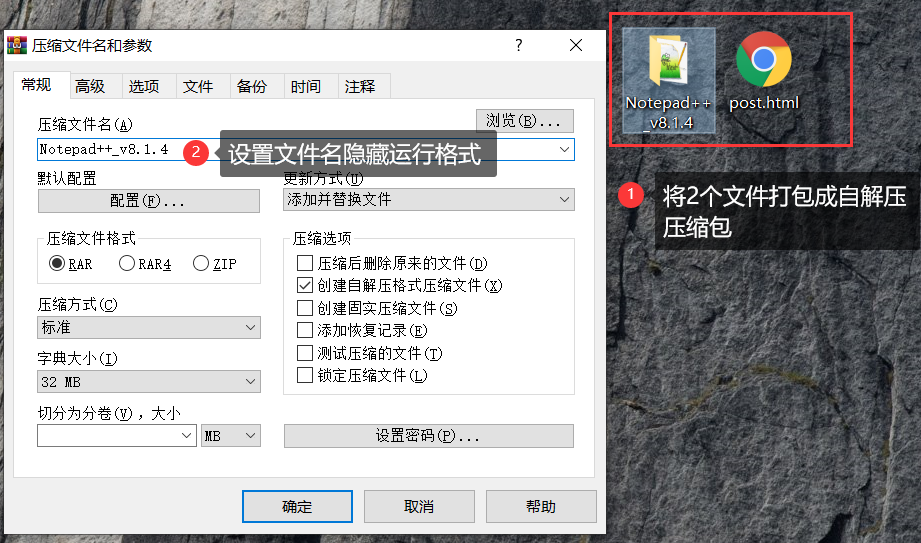 压缩文件名和参数
?
常规
高级
选项
文件
备份
时间
注释
压缩文件名(A)
浏览(B)...
Notepad++_v8.1.4
2
设置文件名隐藏运行格式
默认配置
配置(F)...
更新方式(U)
添加并替换文件
压缩文件格式
RAR
RAR4
ZIP
压缩选项
压缩后删除原来的文件(D)
创建自解压格式压缩文件(X)
创建固实压缩文件(S)
添加恢复记录(E)
测试压缩的文件(T)
锁定压缩文件(L)
压缩方式(C)
标准
字典大小(I)
32 MB
切分为分卷(V)，大小
MB
设置密码(P)...
确定
取消
帮助
Notepad++
_v8.1.4
post.html
1
将2个文件打包成自解压
压缩包